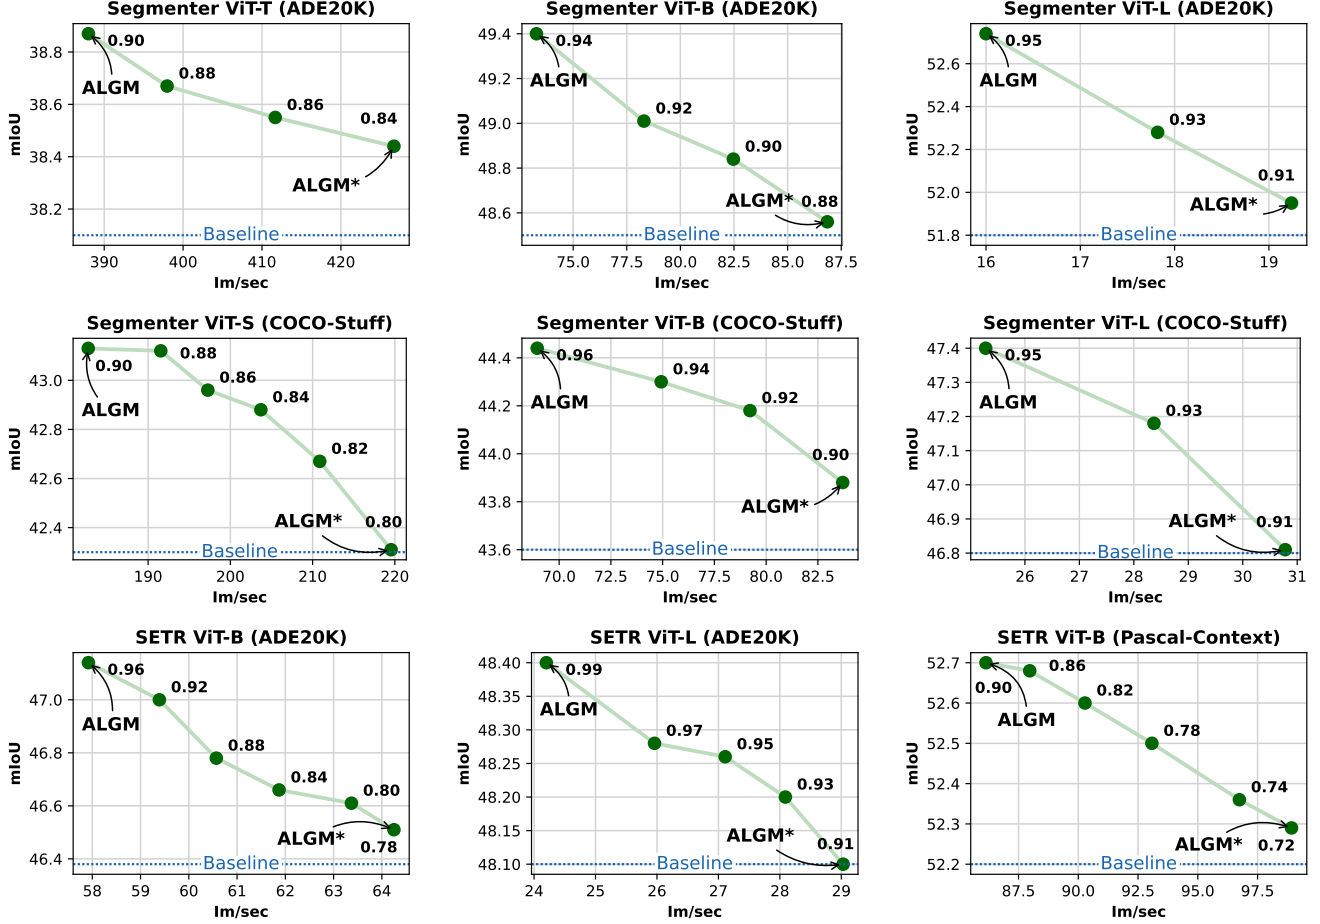 Segmenter ViT-T (ADE20K)
mIoU
38.8
38.6
38.4
38.2
0.90
0.88
0.86
0.84
ALGM
ALGM*
Baseline
390 400 410 420
Im/sec
Segmenter ViT-B (ADE20K)
mIoU
49.4
49.2
49.0
48.8
48.6
0.94
0.92
0.90
0.88
ALGM
ALGM*
Baseline
75.0 77.5 80.0 82.5 85.0 87.5
Im/sec
Segmenter ViT-L (ADE20K)
mIoU
52.6
52.4
52.2
52.0
51.8
0.95
0.93
0.91
ALGM
ALGM*
Baseline
16 17 18 19
Im/sec
Segmenter ViT-S (COCO-Stuff)
mIoU
43.0
42.8
42.6
42.4
0.90
0.88
0.86
0.84
0.82
0.80
ALGM
ALGM*
Baseline
190 200 210 220
Im/sec
Segmenter ViT-B (COCO-Stuff)
mIoU
44.4
44.2
44.0
43.8
43.6
0.96
0.94
0.92
0.90
ALGM
ALGM*
Baseline
70.0 72.5 75.0 77.5 80.0 82.5
Im/sec
Segmenter ViT-L (COCO-Stuff)
mIoU
47.4
47.3
47.2
47.1
47.0
46.9
46.8
0.95
0.93
0.91
ALGM
ALGM*
Baseline
26 27 28 29 30 31
Im/sec
SETR ViT-B (ADE20K)
mIoU
47.0
46.8
46.6
46.4
0.96
0.92
0.88
0.84
0.80
0.78
ALGM
ALGM*
Baseline
58 59 60 61 62 63 64
Im/sec
SETR ViT-L (ADE20K)
mIoU
48.40
48.35
48.30
48.25
48.20
48.15
48.10
0.99
0.97
0.95
0.93
0.91
ALGM
ALGM*
Baseline
24 25 26 27 28 29
Im/sec
SETR ViT-B (Pascal-Context)
mIoU
52.7
52.6
52.5
52.4
52.3
52.2
0.90
0.86
0.82
0.78
0.74
0.72
ALGM
ALGM*
Baseline
87.5 90.0 92.5 95.0 97.5
Im/sec